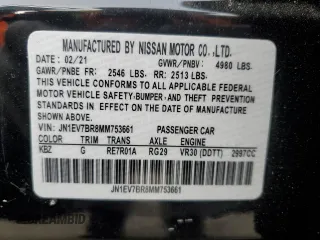 MANUFACTURED BY NISSAN MOTOR CO.,LTD.
DATE: 02/21 GVWR/PNBV: 4980 LBS.
GAWR/PNBE FR: 2546 LBS. RR: 2513 LBS.
THIS VEHICLE CONFORMS TO ALL APPLICABLE FEDERAL
MOTOR VEHICLE SAFETY, BUMPER, AND THEFT PREVENTION
STANDARDS IN EFFECT ON THE DATE OF MANUFACTURE
SHOWN ABOVE.
VIN: JN1EV7BR8MM753661 PASSENGER CAR
COLOR TRIM TRANS AXLE ENGINE
KBZ G RE7R01A RG29 VR30 (DDTT) 2997CC
JN1EV7BR8MM753661